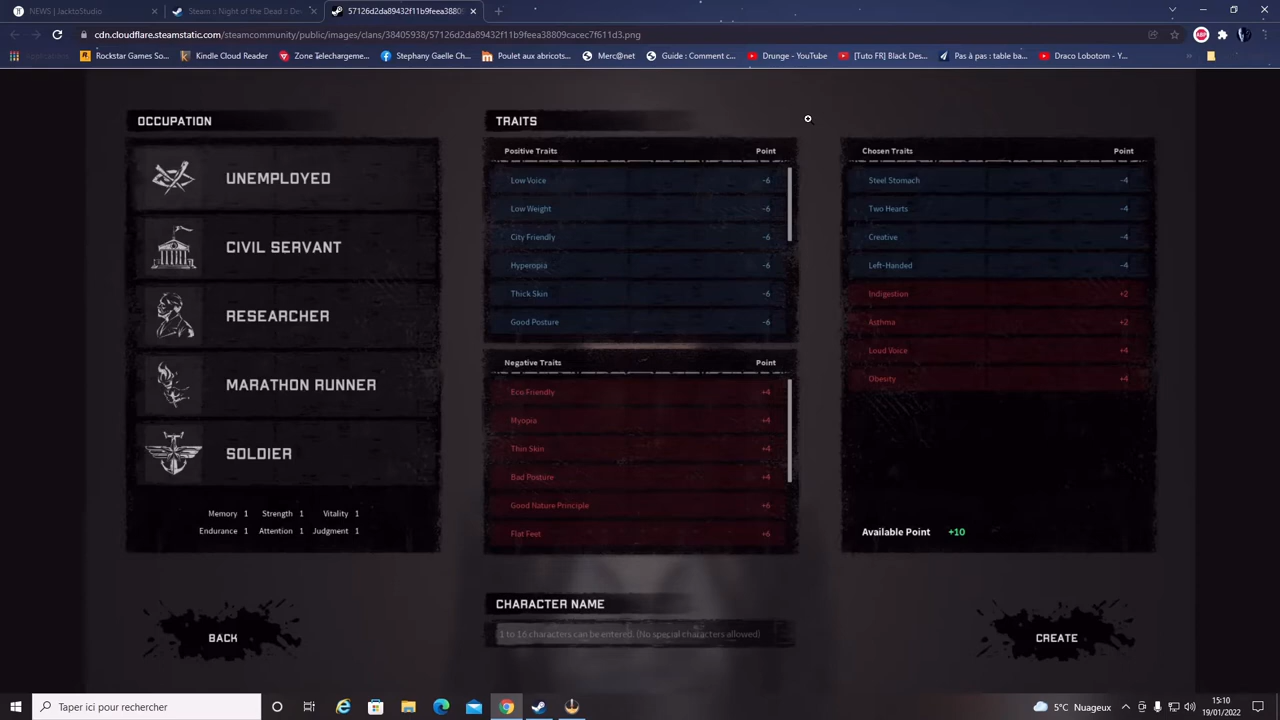 NEWS | JacktoStudio
Steam :: Night of the Dead :: De
57126d2da89432f11b9feea38809
cdn.cloudflare.steamstatic.com/steamcommunity/public/images/clans/38405938/57126d2da89432f11b9feea38809cacec7f611d3.png
Rockstar Games So...
Kindle Cloud Reader
Zone Telechargeme...
Stephany Gaelle Ch...
Poulet aux abricots...
Merc@net
Guide : Comment c...
Drunge - YouTube
[Tuto FR] Black Des...
Pas à pas : table ba...
Draco Lobotom - Y...
OCCUPATION
UNEMPLOYED
CIVIL SERVANT
RESEARCHER
MARATHON RUNNER
SOLDIER
Memory 1 Strength 1 Vitality 1
Endurance 1 Attention 1 Judgment 1
BACK
TRAITS
Positive Traits Point
Low Voice -6
Low Weight -6
City Friendly -6
Hyperopia -6
Thick Skin -6
Good Posture -6
Negative Traits Point
Eco Friendly +4
Myopia +4
Thin Skin +4
Bad Posture +4
Good Nature Principle +6
Flat Feet +6
CHARACTER NAME
1 to 16 characters can be entered. (No special characters allowed)
Chosen Traits Point
Steel Stomach -4
Two Hearts -4
Creative -4
Left-Handed -4
Indigestion +2
Asthma +2
Loud Voice +4
Obesity +4
Available Point +10
CREATE
Taper ici pour rechercher
5°C Nuageux
15:10
19/01/2022